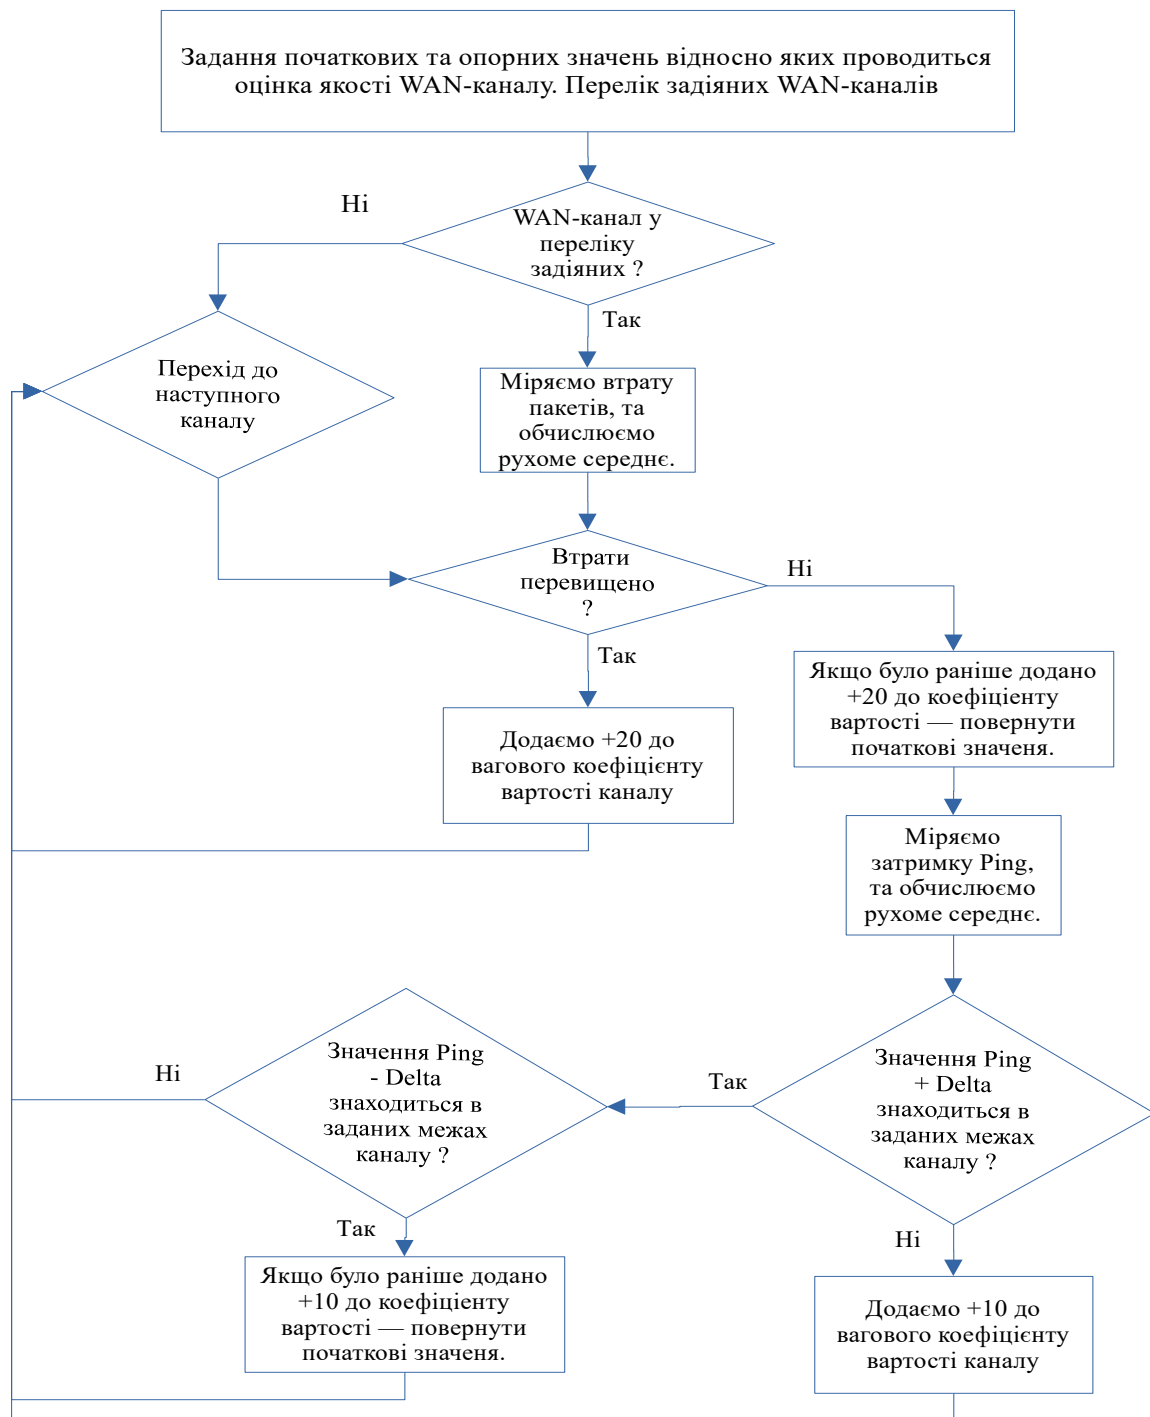 Задання початкових та опорних значень відносно яких проводиться
оцінка якості WAN-каналу. Перелік задіяних WAN-каналів
Ні
WAN-канал у
переліку
задіяних ?
Так
Перехід до
наступного
каналу
Міряємо втрату
пакетів, та
обчислюємо
рухоме середнє.
Втрати
перевищено
?
Ні
Так
Якщо було раніше додано
+20 до коефіцієнту
вартості — повернути
початкові значеня.
Додаємо +20 до
вагового коефіцієнту
вартості каналу
Міряємо
затримку Ping,
та обчислюємо
рухоме середнє.
Значення Ping
+ Delta
знаходиться в
заданих межах
каналу ?
Так
Значення Ping
- Delta
знаходиться в
заданих межах
каналу ?
Ні
Так
Ні
Якщо було раніше додано
+10 до коефіцієнту
вартості — повернути
початкові значеня.
Додаємо +10 до
вагового коефіцієнту
вартості каналу